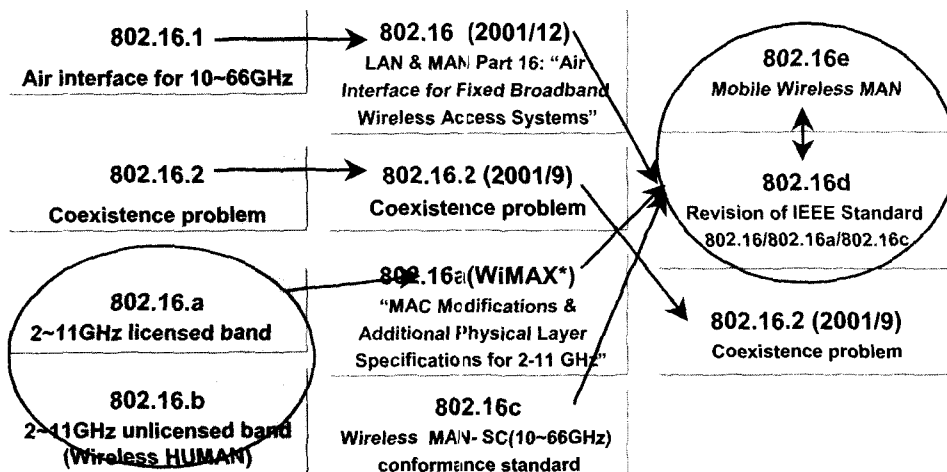 802.16.1
Air interface for 10~66GHz
802.16.2
Coexistence problem
802.16.a
2~11GHz licensed band
802.16.b
2~11GHz unlicensed band
(Wireless HUMAN)
802.16 (2001/12)
LAN & MAN Part 16: “Air
Interface for Fixed Broadband
Wireless Access Systems”
802.16.2 (2001/9)
Coexistence problem
802.16a(WiMAX*)
“MAC Modifications &
Additional Physical Layer
Specifications for 2-11 GHz”
802.16c
Wireless MAN-SC(10~66GHz)
conformance standard
802.16e
Mobile Wireless MAN
802.16d
Revision of IEEE Standard
802.16/802.16a/802.16c
802.16.2 (2001/9)
Coexistence problem